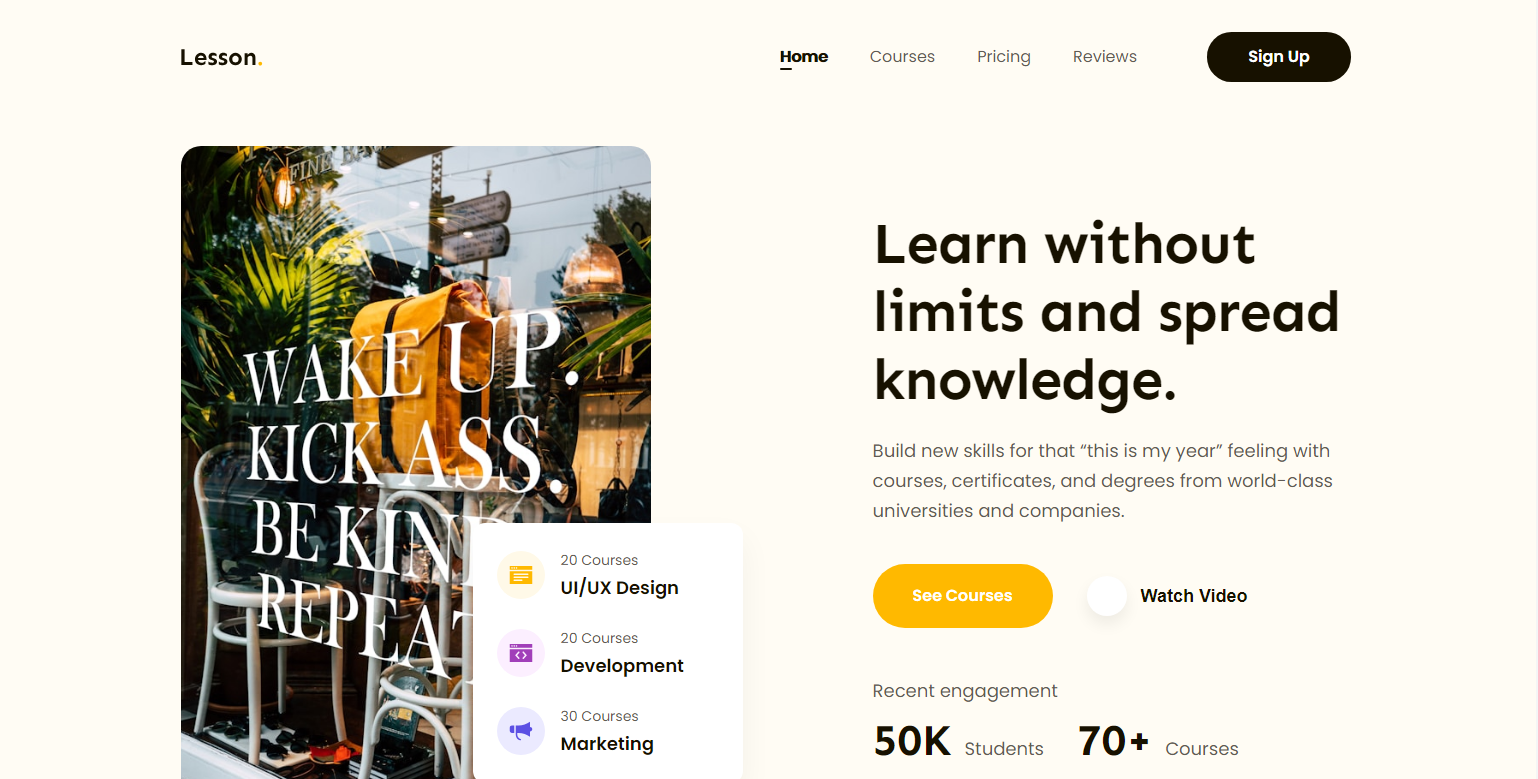 Lesson.
Home Courses Pricing Reviews Sign Up
WAKE UP.
KICK ASS.
BE KIND
REPEAT
20 Courses
UI/UX Design
20 Courses
Development
30 Courses
Marketing
Learn without
limits and spread
knowledge.
Build new skills for that “this is my year” feeling with
courses, certificates, and degrees from world-class
universities and companies.
See Courses Watch Video
Recent engagement
50K Students 70+ Courses